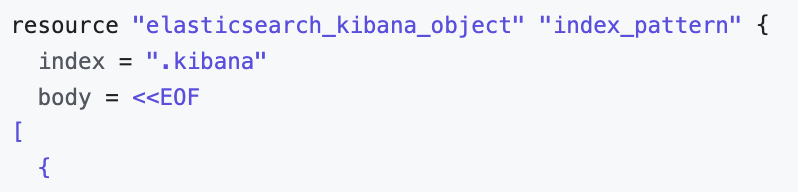 resource "elasticsearch_kibana_object" "index_pattern" {
  index = ".kibana"
  body = <<EOF
[
  {